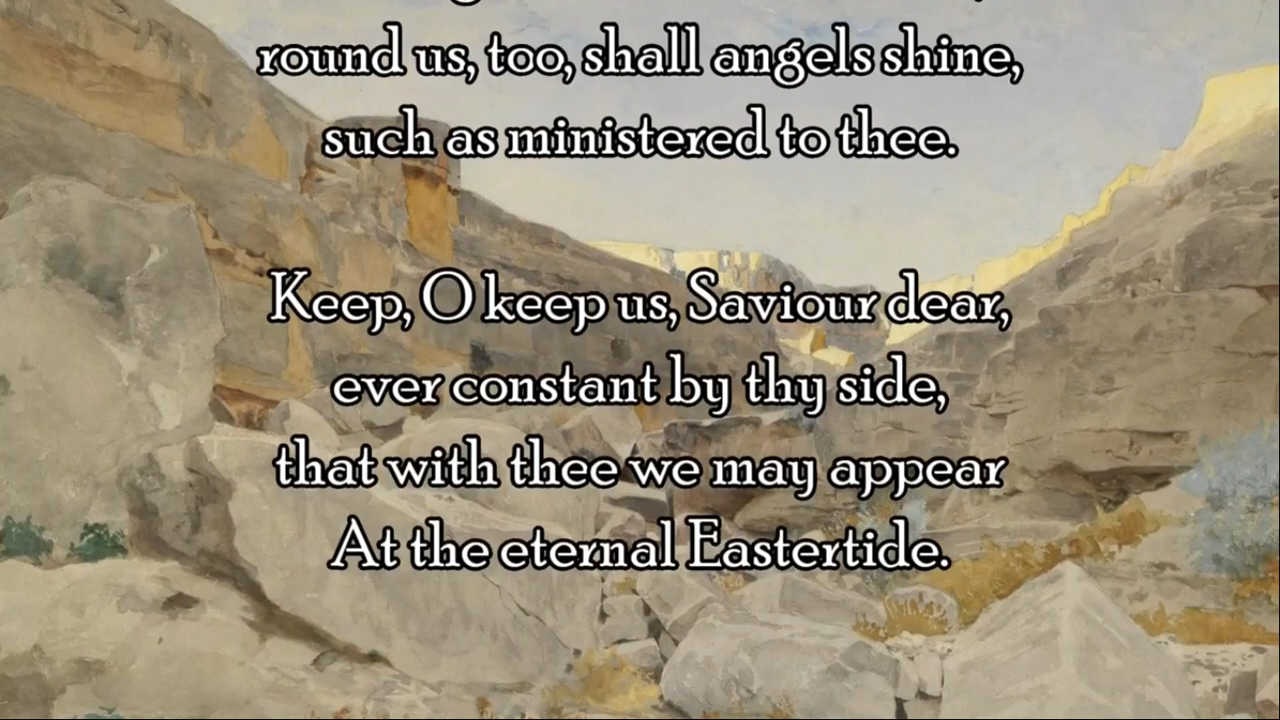 round us, too, shall angels shine,
such as ministered to thee.
Keep, O keep us, Saviour dear,
ever constant by thy side,
that with thee we may appear
At the eternal Eastertide.